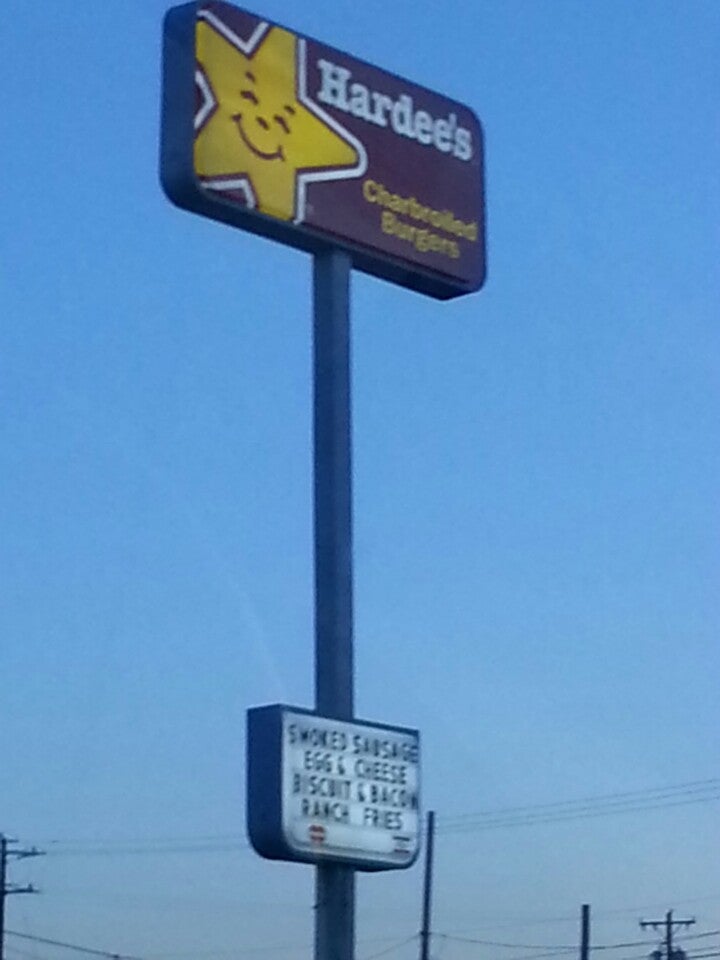 Hardee's
Charbroiled
Burgers
SMOKED SAUSAGE
EGG & CHEESE
BISCUIT & BACON
RANCH FRIES